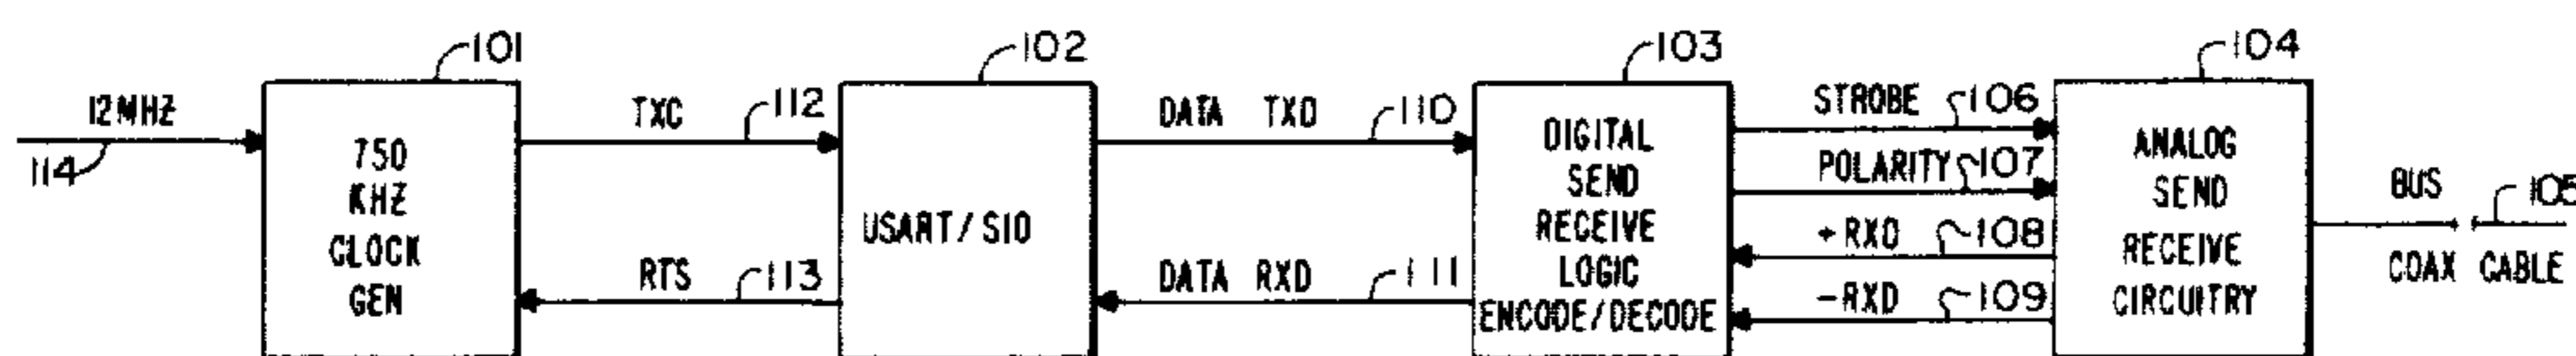 101
102
103
104
12MHZ
114
750
KHZ
CLOCK
GEN
TXC
112
RTS
113
USART/SIO
DATA TXD
110
DATA RXD
111
DIGITAL
SEND
RECEIVE
LOGIC
ENCODE/DECODE
STROBE
106
POLARITY
107
+RXD
108
-RXD
109
ANALOG
SEND
RECEIVE
CIRCUITRY
BUS
105
COAX CABLE